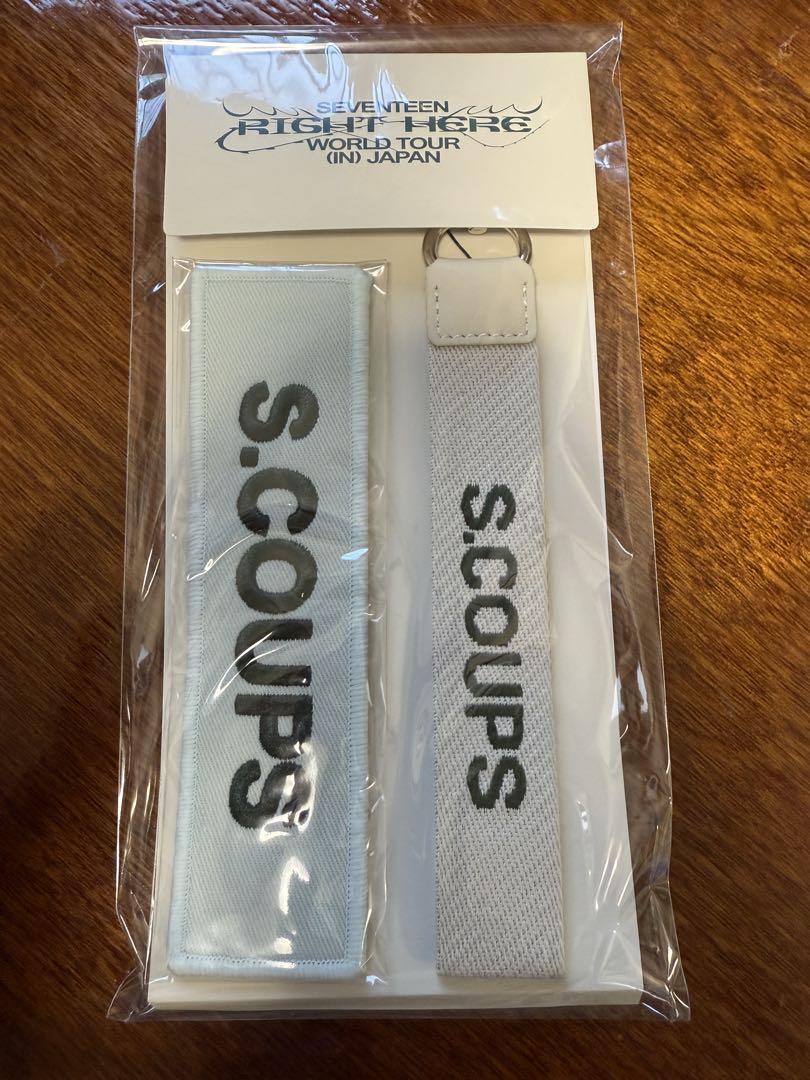 SEVENTEEN
RIGHT HERE
WORLD TOUR
(IN) JAPAN
S.COUPS
S.COUPS